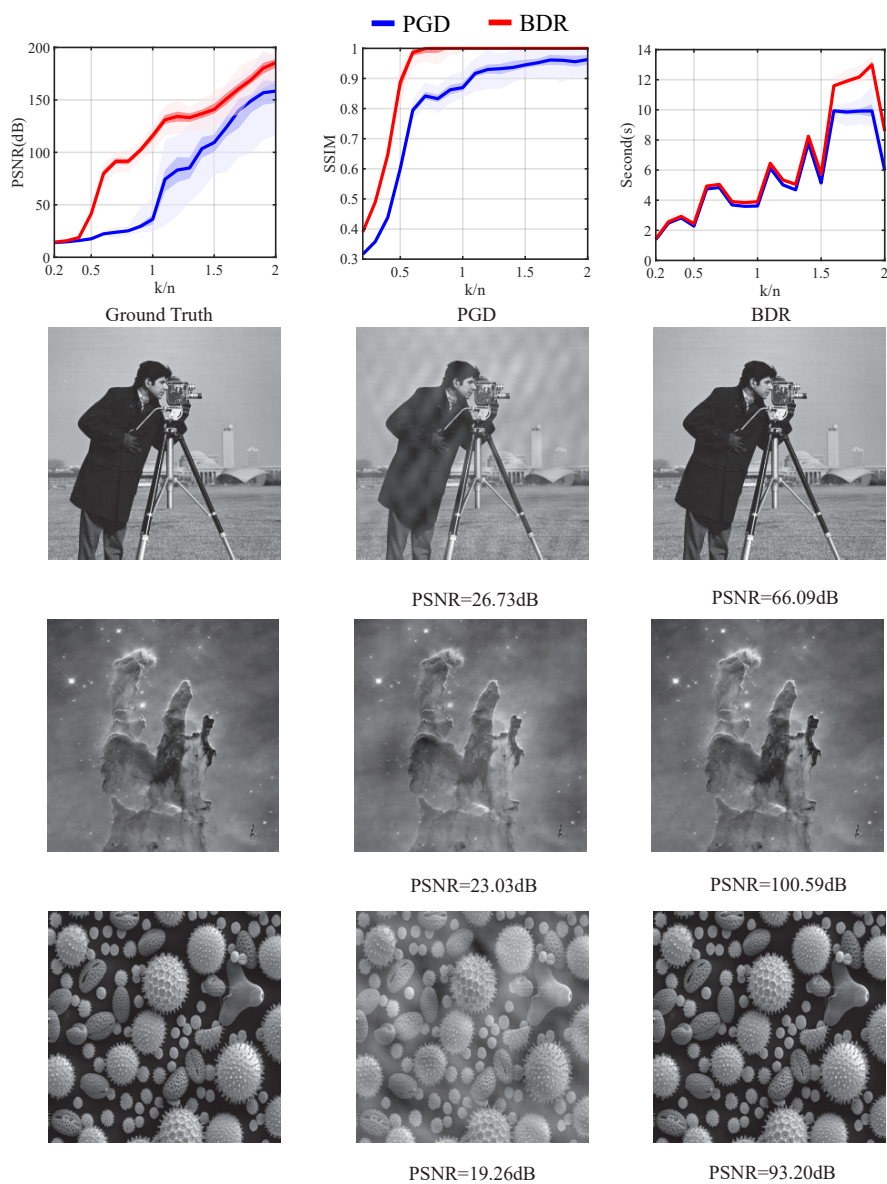 PGD BDR
200
150
100
50
0
PSNR(dB)
0.2 0.5 1 1.5 2
k/n
1
0.9
0.8
0.7
0.6
0.5
0.4
0.3
SSIM
0.5 1 1.5 2
k/n
14
12
10
8
6
4
2
0
Second(s)
0.2 0.5 1 1.5 2
k/n
Ground Truth PGD BDR
PSNR=26.73dB PSNR=66.09dB
PSNR=23.03dB PSNR=100.59dB
PSNR=19.26dB PSNR=93.20dB